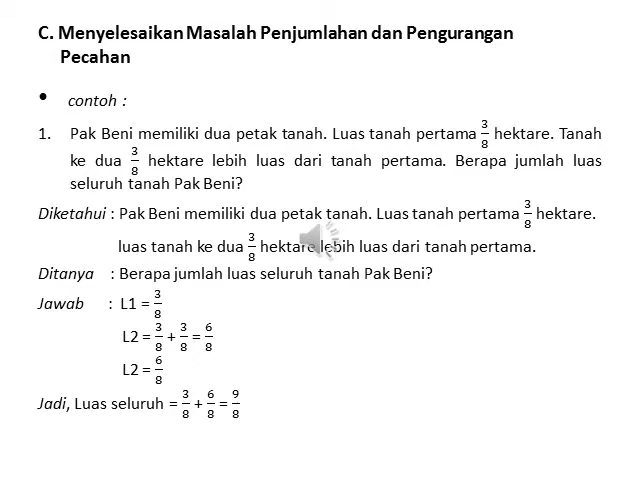 C. Menyelesaikan Masalah Penjumlahan dan Pengurangan
Pecahan
• contoh :
1. Pak Beni memiliki dua petak tanah. Luas tanah pertama 3/8 hektare. Tanah
ke dua 3/8 hektare lebih luas dari tanah pertama. Berapa jumlah luas
seluruh tanah Pak Beni?
Diketahui : Pak Beni memiliki dua petak tanah. Luas tanah pertama 3/8 hektare.
luas tanah ke dua 3/8 hektare lebih luas dari tanah pertama.
Ditanya : Berapa jumlah luas seluruh tanah Pak Beni?
Jawab : L1 = 3/8
L2 = 3/8 + 3/8 = 6/8
L2 = 6/8
Jadi, Luas seluruh = 3/8 + 6/8 = 9/8